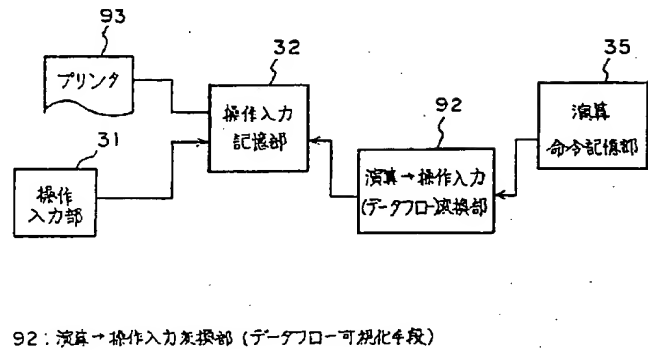 93
プリンタ
32
操作入力
記憶部
35
演算
命令記憶部
31
操作
入力部
92
演算→操作入力
(データフロー)変換部
92:演算→操作入力変換部(データフロー可視化手段)